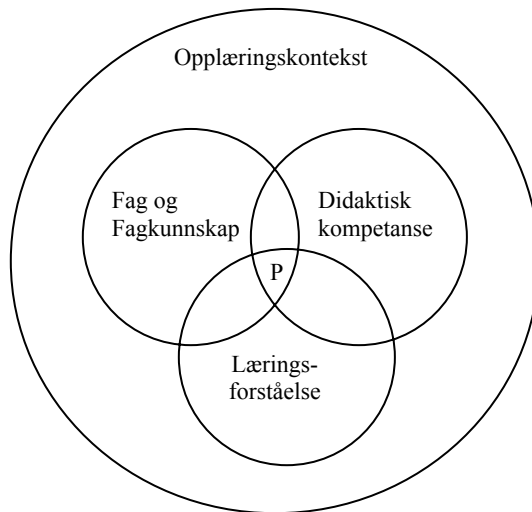 Opplæringskontekst
Fag og
Fagkunnskap
Didaktisk
kompetanse
P
Lærings-
forståelse